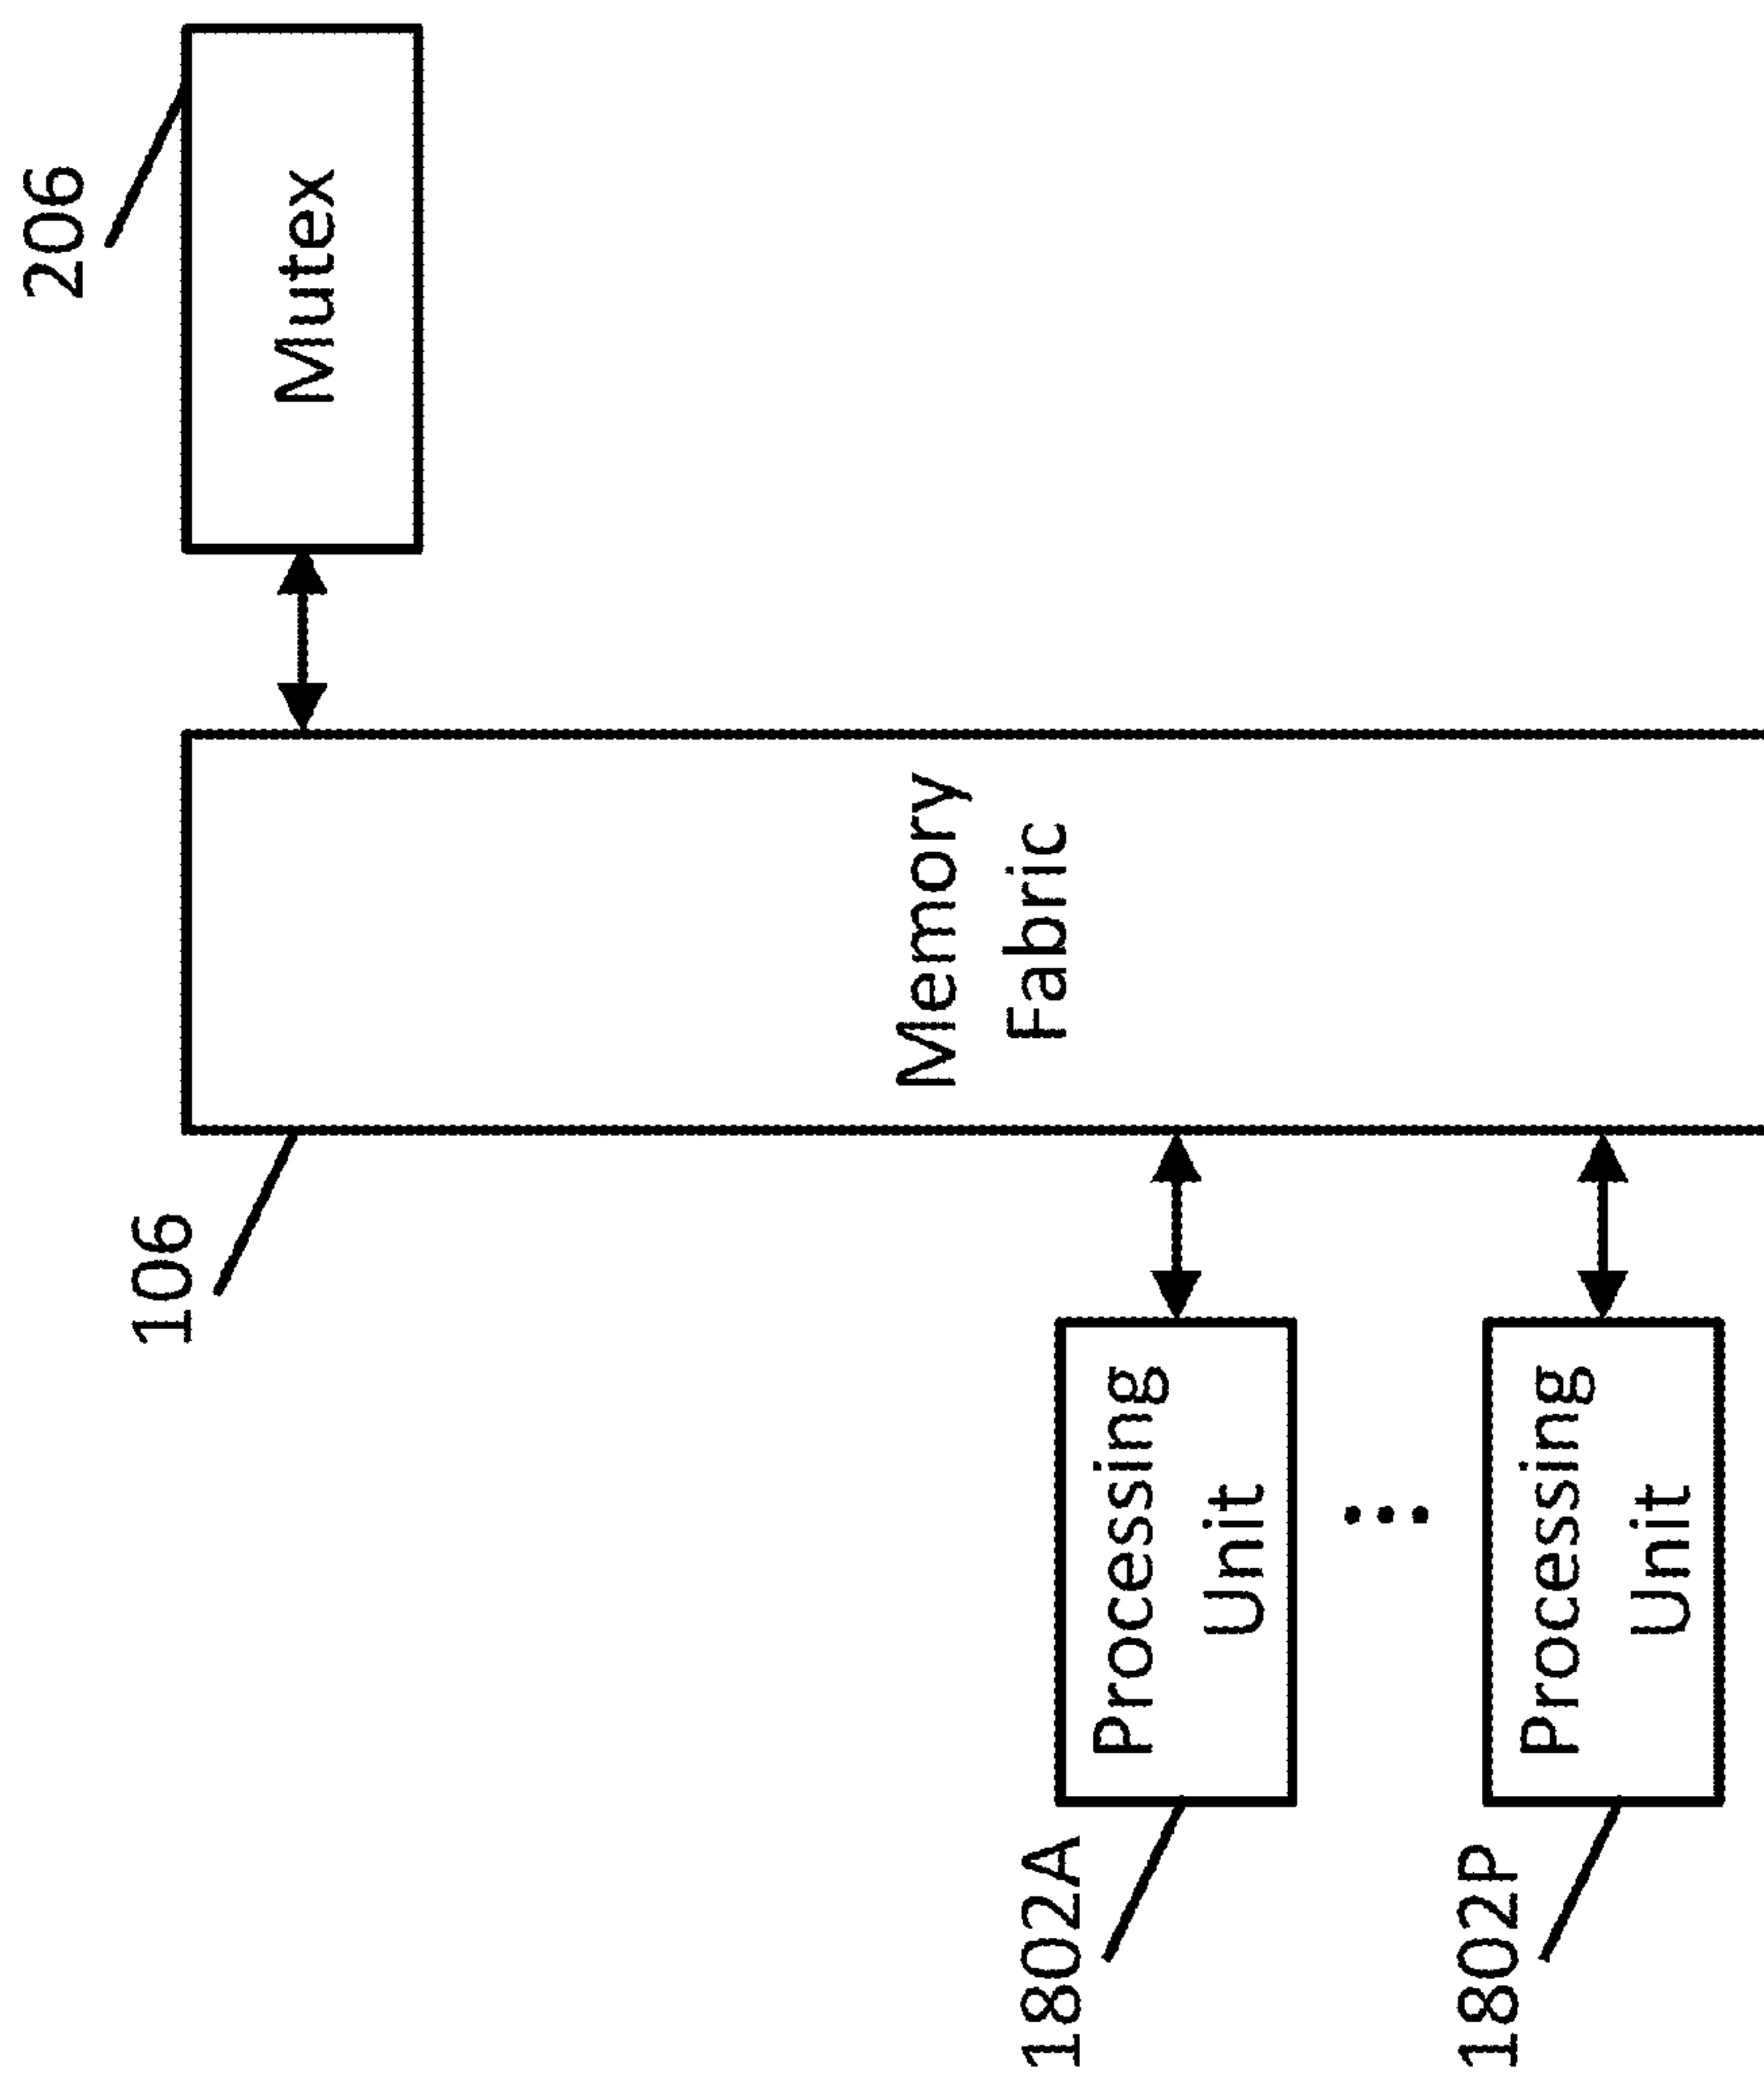 206
Mutex
106
Memory
Fabric
1802A
Processing
Unit
1802P
Processing
Unit